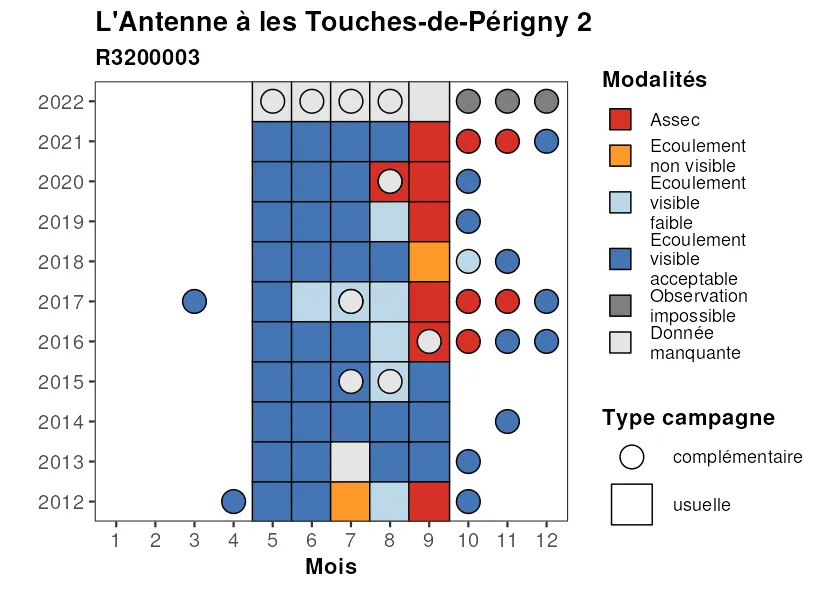 L'Antenne à les Touches-de-Périgny 2
R3200003
2022
2021
2020
2019
2018
2017
2016
2015
2014
2013
2012
1 2 3 4 5 6 7 8 9 10 11 12
Mois
Modalités
Assec
Ecoulement
non visible
Ecoulement
visible
faible
Ecoulement
visible
acceptable
Observation
impossible
Donnée
manquante
Type campagne
complémentaire
usuelle